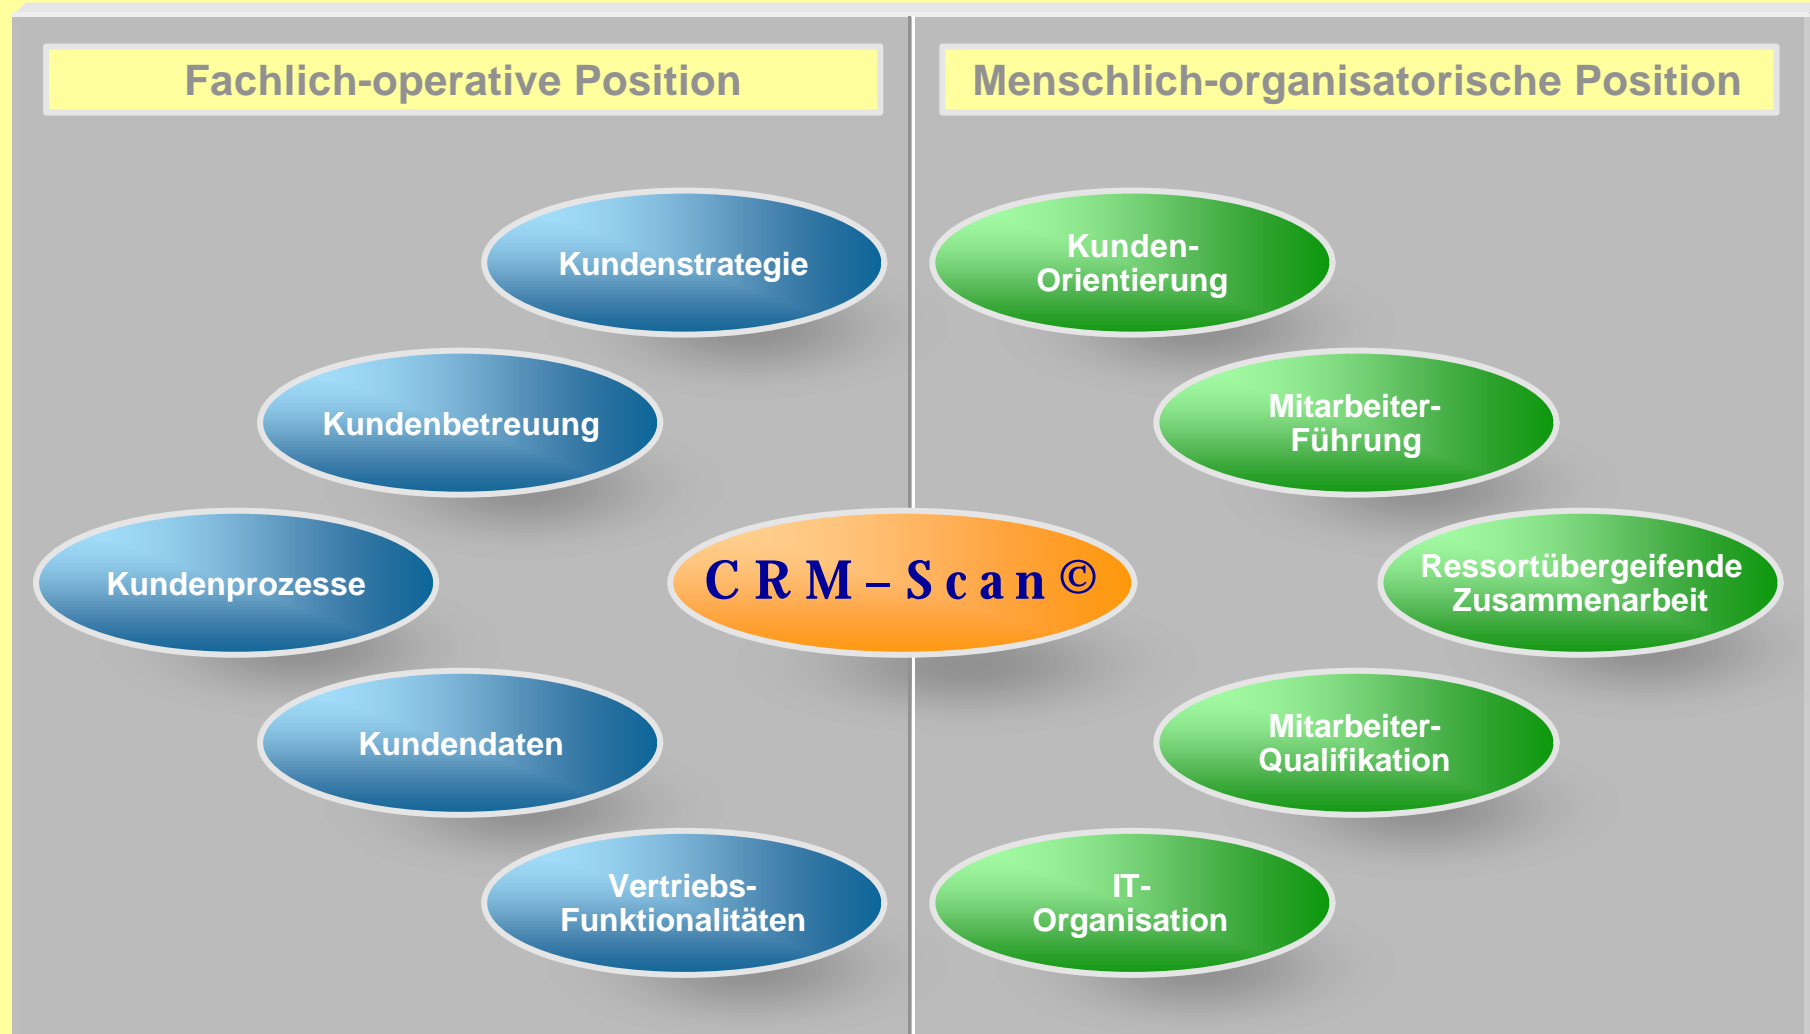 Fachlich-operative Position
Menschlich-organisatorische Position
Kundenstrategie
Kunden-
Orientierung
Kundenbetreuung
Mitarbeiter-
Führung
Kundenprozesse
CRM–Scan©
Ressortübergeifende
Zusammenarbeit
Kundendaten
Mitarbeiter-
Qualifikation
Vertriebs-
Funktionalitäten
IT-
Organisation